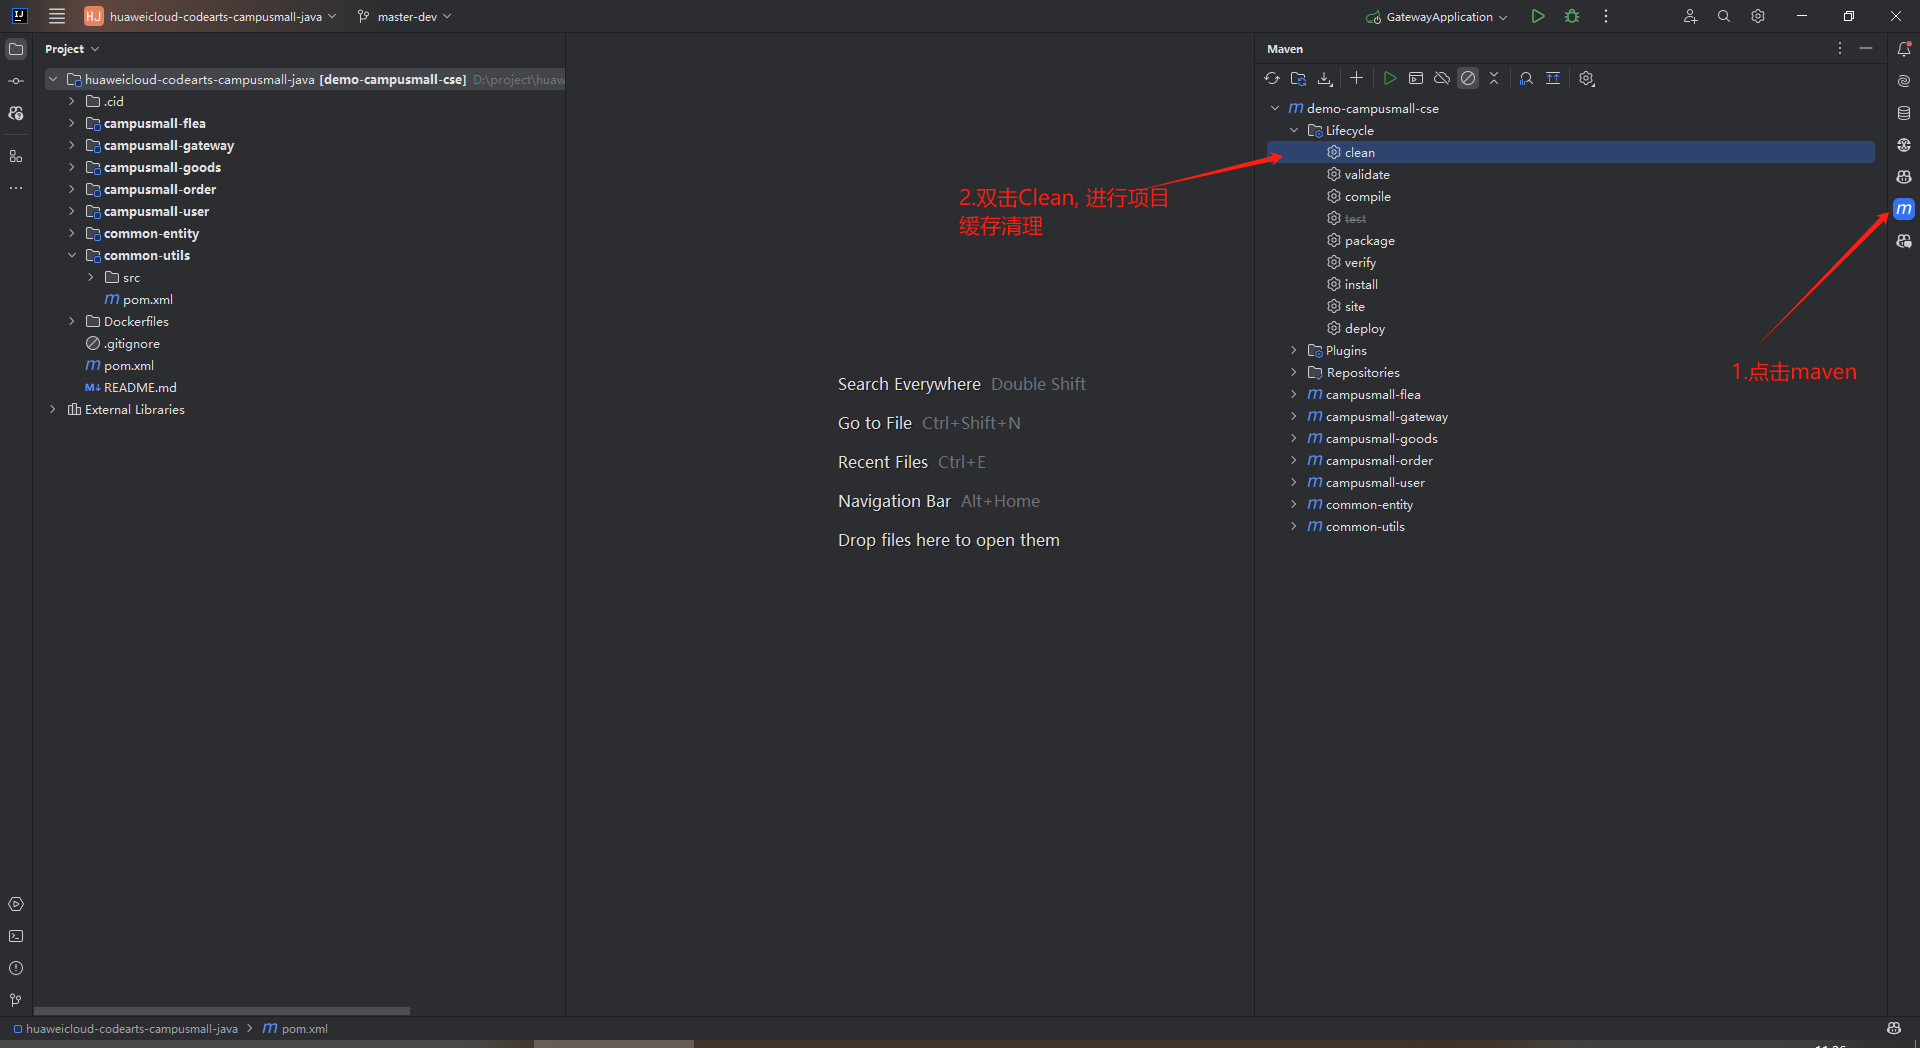 HJ huaweicloud-codearts-campusmall-java master-dev GatewayApplication
Project
huaweicloud-codearts-campusmall-java [demo-campusmall-cse] D:\project\huaw
.cid
campusmall-flea
campusmall-gateway
campusmall-goods
campusmall-order
campusmall-user
common-entity
common-utils
src
pom.xml
Dockerfiles
.gitignore
pom.xml
README.md
External Libraries
2.双击Clean, 进行项目
缓存清理
Search Everywhere Double Shift
Go to File Ctrl+Shift+N
Recent Files Ctrl+E
Navigation Bar Alt+Home
Drop files here to open them
Maven
demo-campusmall-cse
Lifecycle
clean
validate
compile
test
package
verify
install
site
deploy
Plugins
Repositories
campusmall-flea
campusmall-gateway
campusmall-goods
campusmall-order
campusmall-user
common-entity
common-utils
1.点击maven
huaweicloud-codearts-campusmall-java > pom.xml